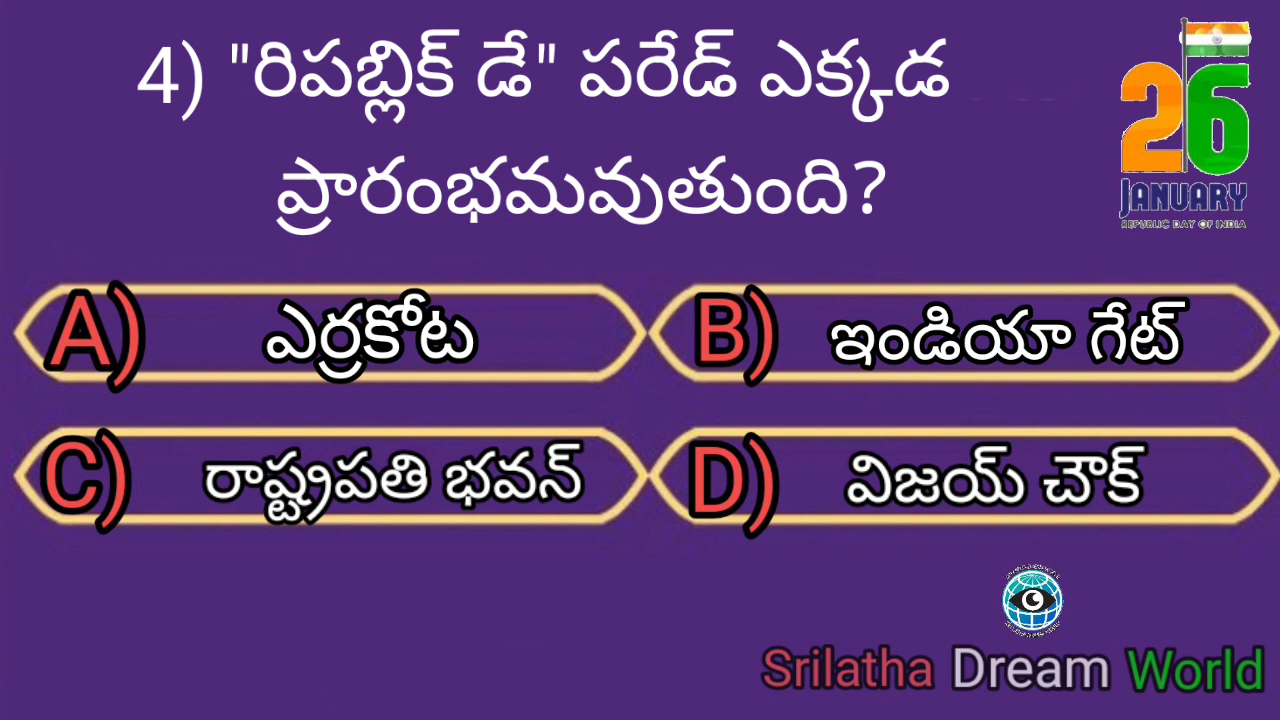 4) "రిపబ్లిక్ డే" పరేడ్ ఎక్కడ
ప్రారంభమవుతుంది?
26
JANUARY
REPUBLIC DAY OF INDIA
A) ఎర్రకోట
B) ఇండియా గేట్
C) రాష్ట్రపతి భవన్
D) విజయ్ చౌక్
Srilatha Dream World